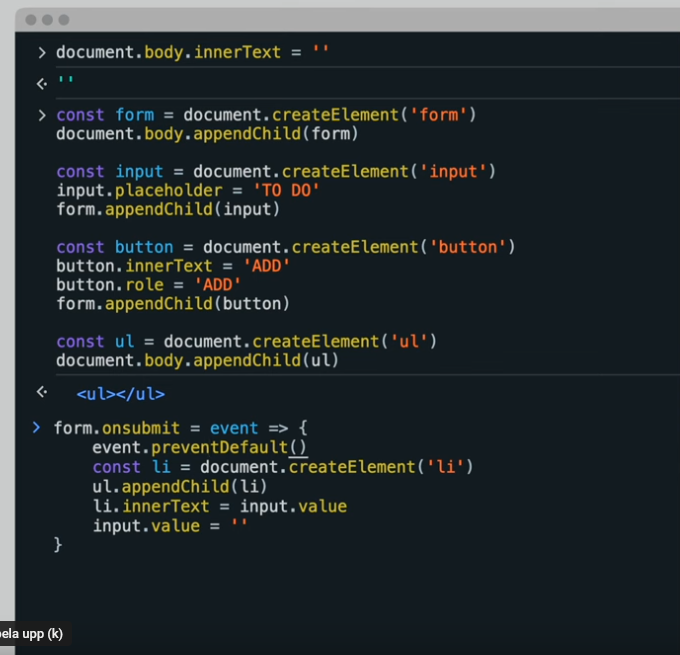 > document.body.innerText = ''
<· ''
> const form = document.createElement('form')
document.body.appendChild(form)
const input = document.createElement('input')
input.placeholder = 'TO DO'
form.appendChild(input)
const button = document.createElement('button')
button.innerText = 'ADD'
button.role = 'ADD'
form.appendChild(button)
const ul = document.createElement('ul')
document.body.appendChild(ul)
<· <ul></ul>
> form.onsubmit = event => {
event.preventDefault()
const li = document.createElement('li')
ul.appendChild(li)
li.innerText = input.value
input.value = ''
}
upp (k)